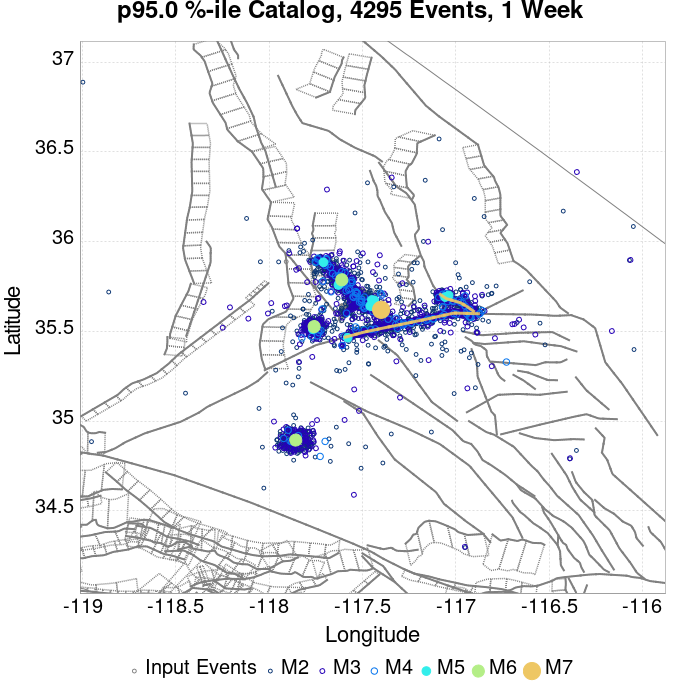 p95.0 %-ile Catalog, 4295 Events, 1 Week
37
36.5
36
35.5
35
34.5
Latitude
-119
-118.5
-118
-117.5
-117
-116.5
-116
Longitude
Input Events
M2
M3
M4
M5
M6
M7